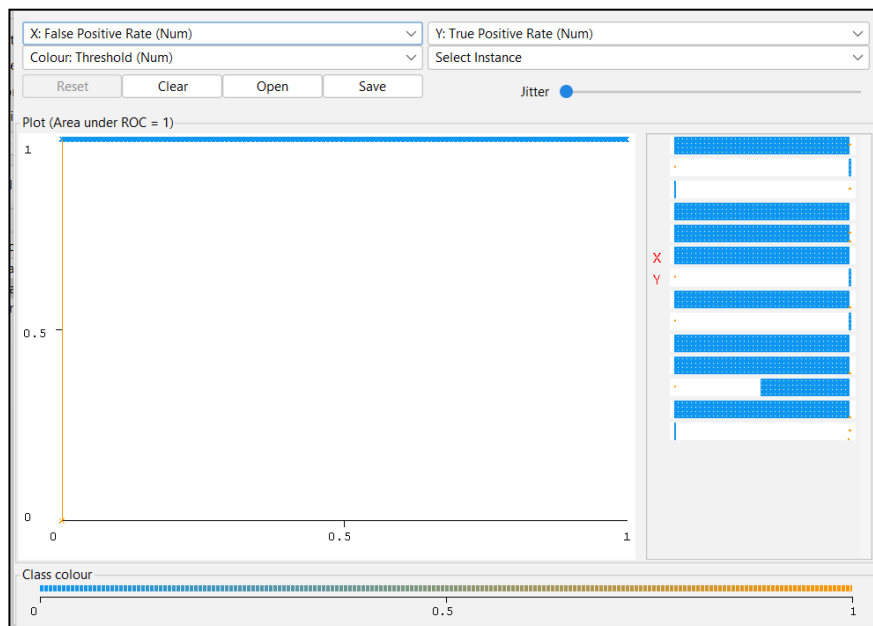 X: False Positive Rate (Num) Y: True Positive Rate (Num)
Colour: Threshold (Num) Select Instance
Reset Clear Open Save Jitter
Plot (Area under ROC = 1)
1
X
Y
0.5
0
0 0.5 1
Class colour
0 0.5 1